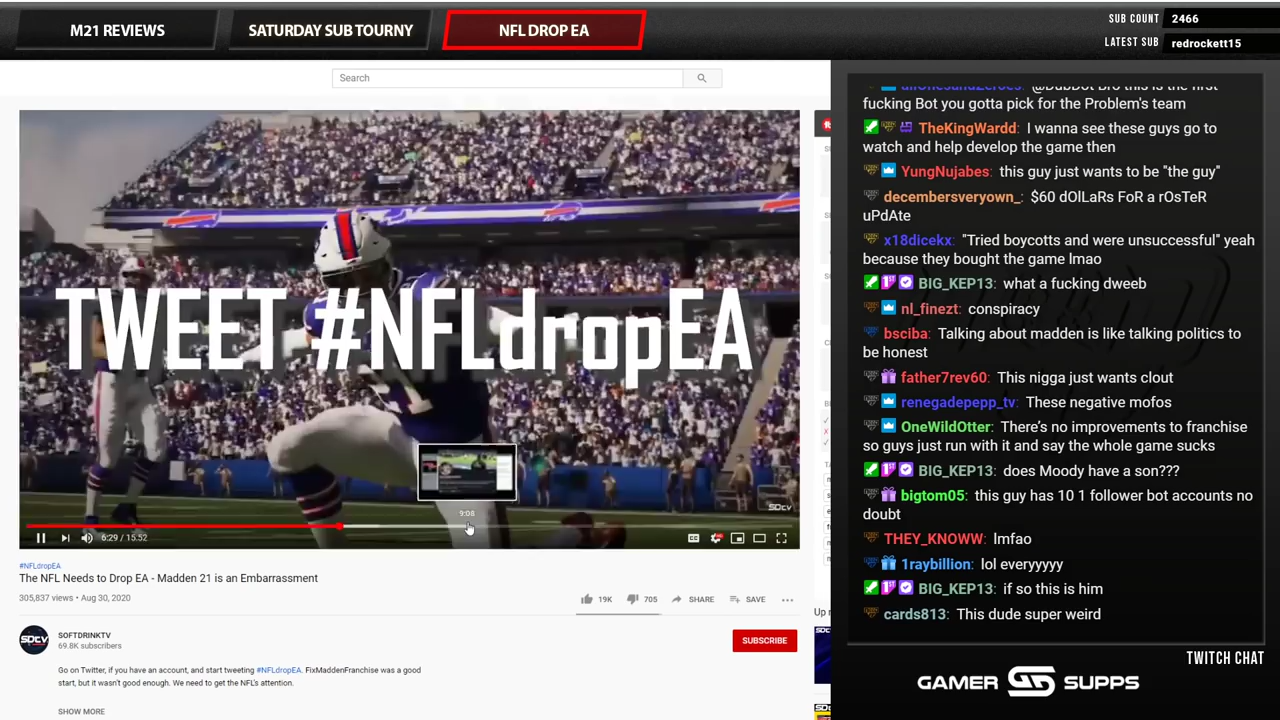 M21 REVIEWS
SATURDAY SUB TOURNY
NFL DROP EA
SUB COUNT 2466
LATEST SUB redrockett15
Search
TWEET #NFLdropEA
SDtv
9:08
6:29 / 15:52
#NFLdropEA
The NFL Needs to Drop EA - Madden 21 is an Embarrassment
305,837 views • Aug 30, 2020
19K 705 SHARE SAVE
SDtv
SOFTDRINKTV
69.8K subscribers
SUBSCRIBE
Go on Twitter, if you have an account, and start tweeting #NFLdropEA. FixMaddenFranchise was a good
start, but it wasn't good enough. We need to get the NFL's attention.
SHOW MORE
this is the first
fucking Bot you gotta pick for the Problem's team
TheKingWardd: I wanna see these guys go to
watch and help develop the game then
YungNujabes: this guy just wants to be "the guy"
decembersveryown_: $60 dOlLaRs FoR a rOsTeR
uPdAte
x18dicekx: "Tried boycotts and were unsuccessful" yeah
because they bought the game lmao
BIG_KEP13: what a fucking dweeb
nl_finezt: conspiracy
bsciba: Talking about madden is like talking politics to
be honest
father7rev60: This nigga just wants clout
renegadepepp_tv: These negative mofos
OneWildOtter: There's no improvements to franchise
so guys just run with it and say the whole game sucks
BIG_KEP13: does Moody have a son???
bigtom05: this guy has 10 1 follower bot accounts no
doubt
THEY_KNOWW: lmfao
1raybillion: lol everyyyyy
BIG_KEP13: if so this is him
cards813: This dude super weird
TWITCH CHAT
GAMER SUPPS